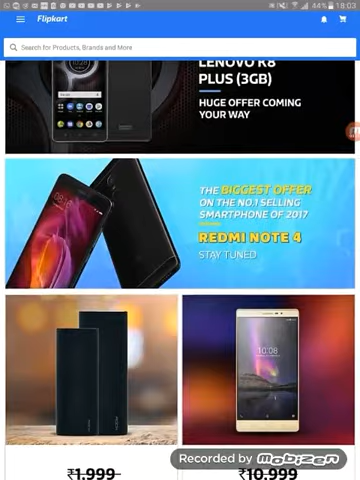 44% 18:03
Flipkart
Search for Products, Brands and More
LENOVO K8
PLUS (3GB)
HUGE OFFER COMING
YOUR WAY
THE BIGGEST OFFER
ON THE NO.1 SELLING
SMARTPHONE OF 2017
REDMI NOTE 4
STAY TUNED
Recorded by MOBIZEN
₹1,999
₹10,999